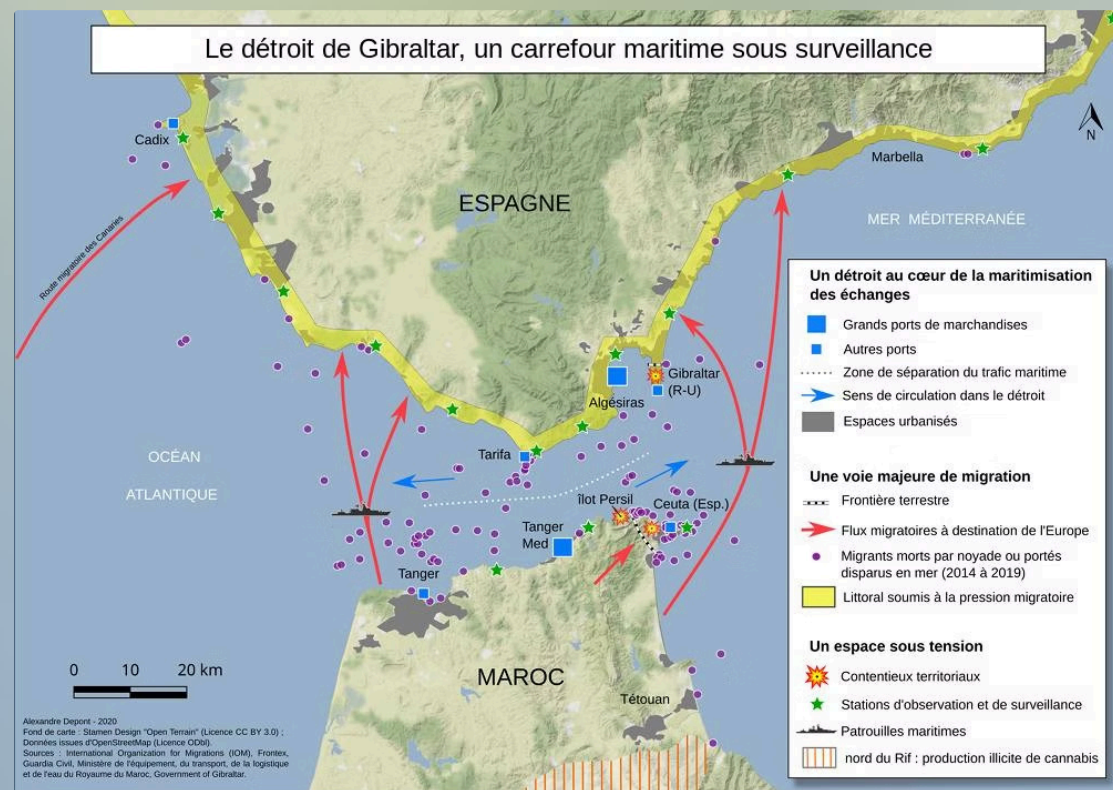 Le détroit de Gibraltar, un carrefour maritime sous surveillance
N
Cadix
Marbella
ESPAGNE
MER MÉDITERRANÉE
Route migratoire des Canaries
Gibraltar
(R-U)
Algésiras
Tarifa
OCÉAN
ATLANTIQUE
îlot Persil
Ceuta (Esp.)
Tanger
Med
Tanger
MAROC
Tétouan
0 10 20 km
Alexandre Depont - 2020
Fond de carte : Stamen Design "Open Terrain" (Licence CC BY 3.0) ;
Données issues d'OpenStreetMap (Licence ODbl).
Sources : International Organization for Migrations (IOM), Frontex,
Guardia Civil, Ministère de l'équipement, du transport, de la logistique
et de l'eau du Royaume du Maroc, Government of Gibraltar.
Un détroit au cœur de la maritimisation
des échanges
Grands ports de marchandises
Autres ports
Zone de séparation du trafic maritime
Sens de circulation dans le détroit
Espaces urbanisés
Une voie majeure de migration
Frontière terrestre
Flux migratoires à destination de l'Europe
Migrants morts par noyade ou portés
disparus en mer (2014 à 2019)
Littoral soumis à la pression migratoire
Un espace sous tension
Contentieux territoriaux
Stations d'observation et de surveillance
Patrouilles maritimes
nord du Rif : production illicite de cannabis